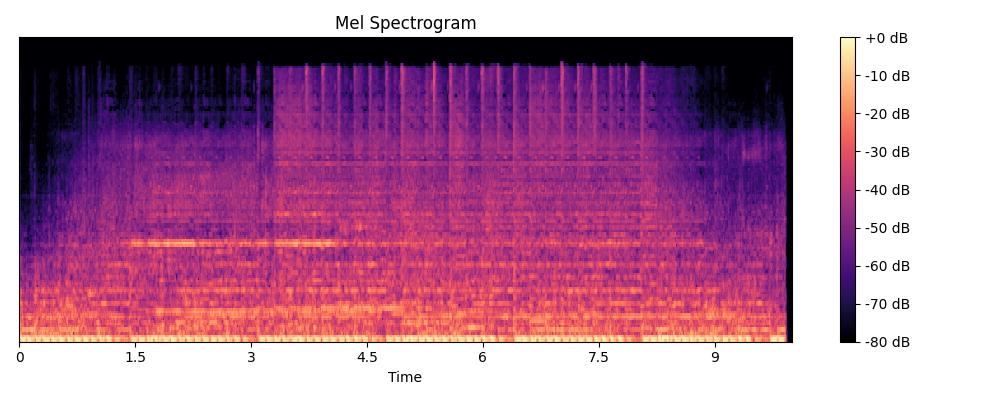 Mel Spectrogram
+0 dB
-10 dB
-20 dB
-30 dB
-40 dB
-50 dB
-60 dB
-70 dB
-80 dB
0 1.5 3 4.5 6 7.5 9
Time